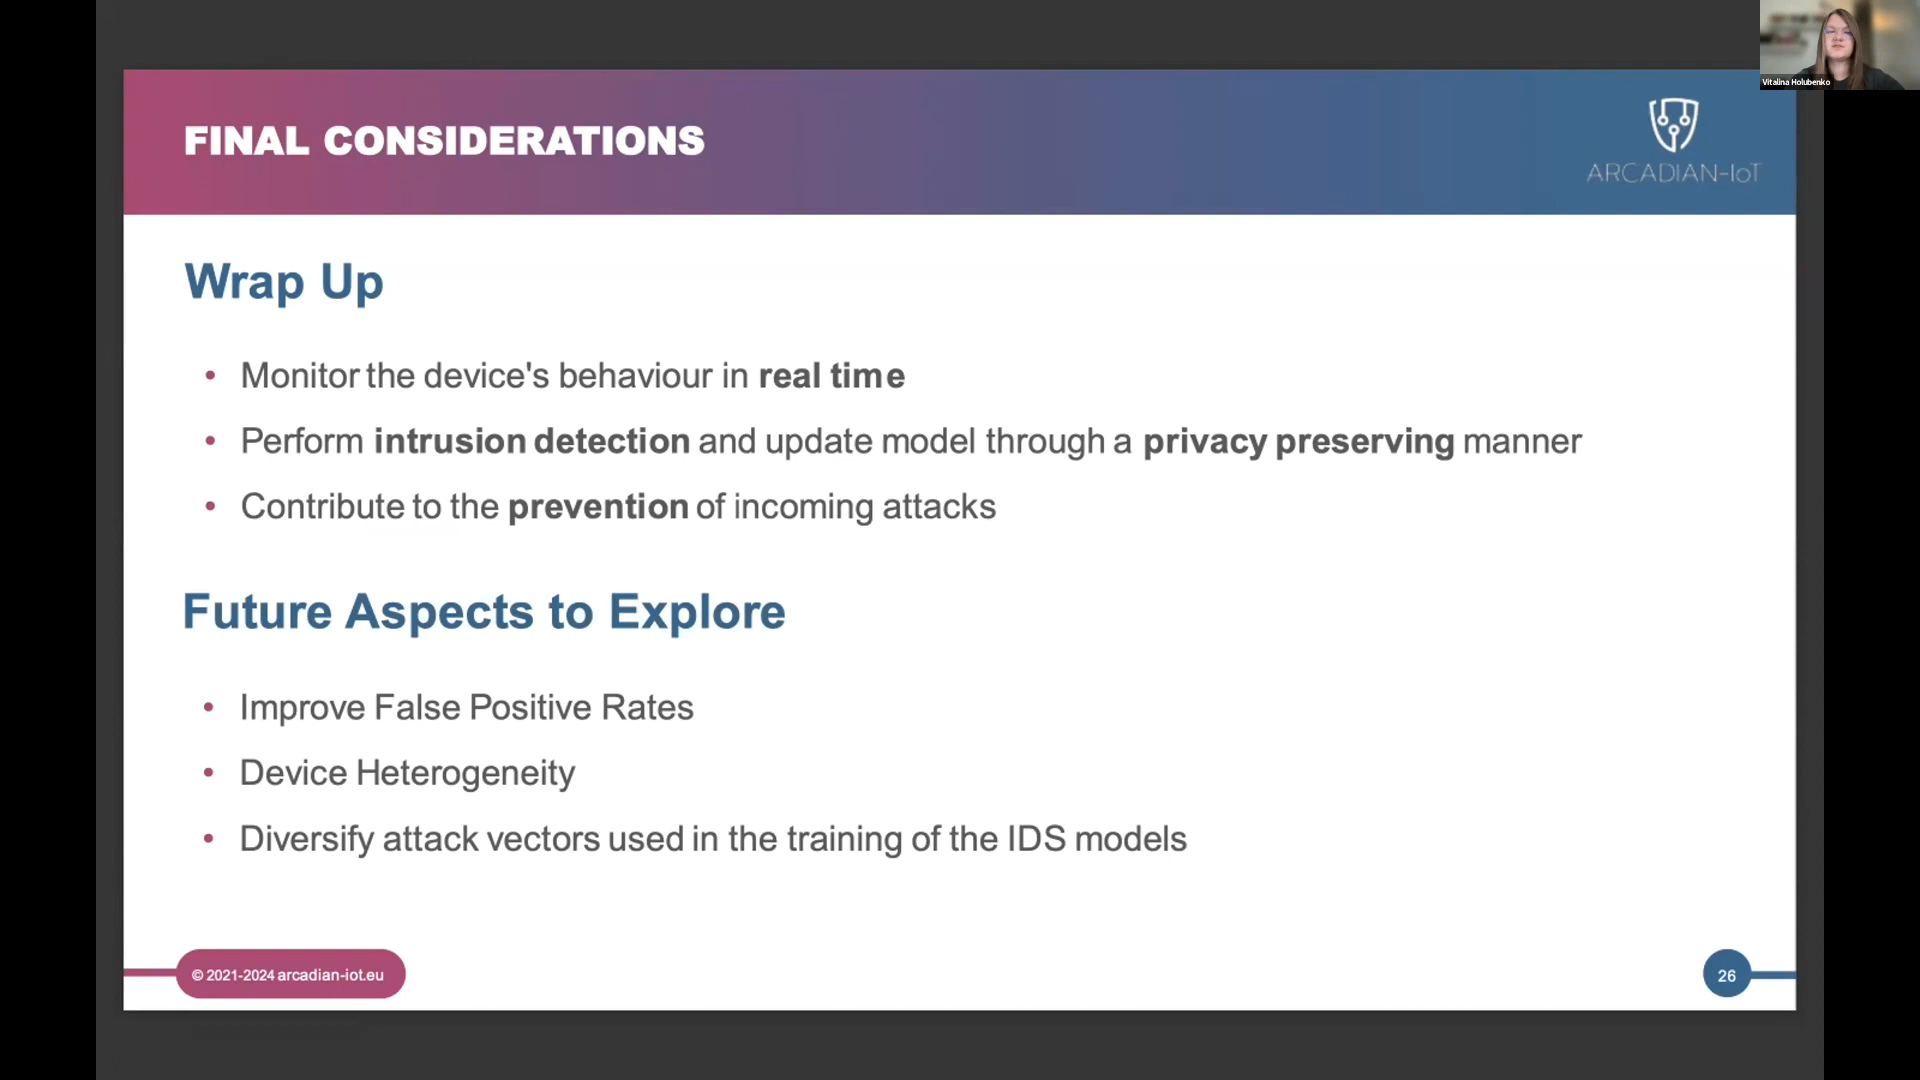 Vitalina Holubenko
FINAL CONSIDERATIONS
ARCADIAN-IoT
Wrap Up
• Monitor the device's behaviour in real time
• Perform intrusion detection and update model through a privacy preserving manner
• Contribute to the prevention of incoming attacks
Future Aspects to Explore
• Improve False Positive Rates
• Device Heterogeneity
• Diversify attack vectors used in the training of the IDS models
© 2021-2024 arcadian-iot.eu
26